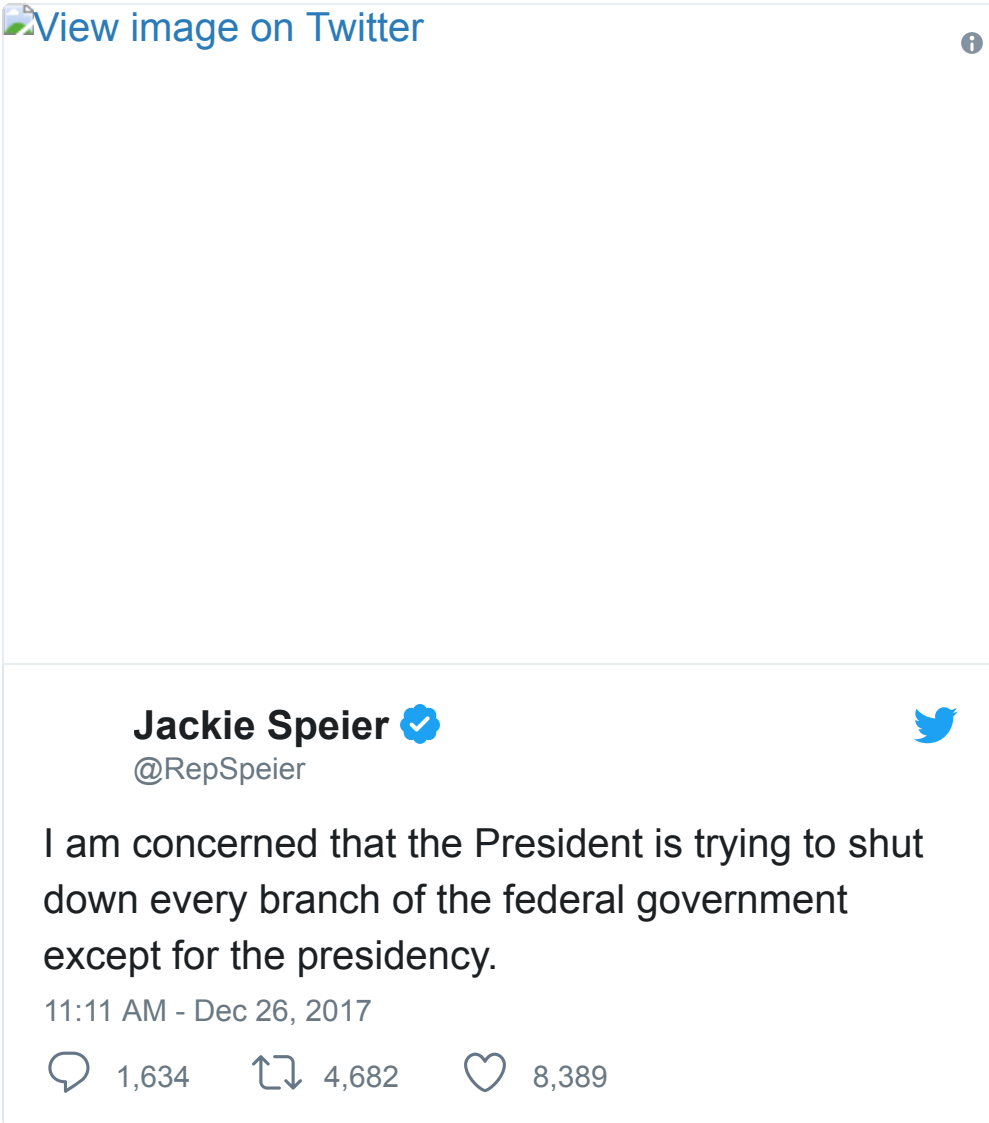 View image on Twitter
Jackie Speier
@RepSpeier
I am concerned that the President is trying to shut
down every branch of the federal government
except for the presidency.
11:11 AM - Dec 26, 2017
1,634 4,682 8,389